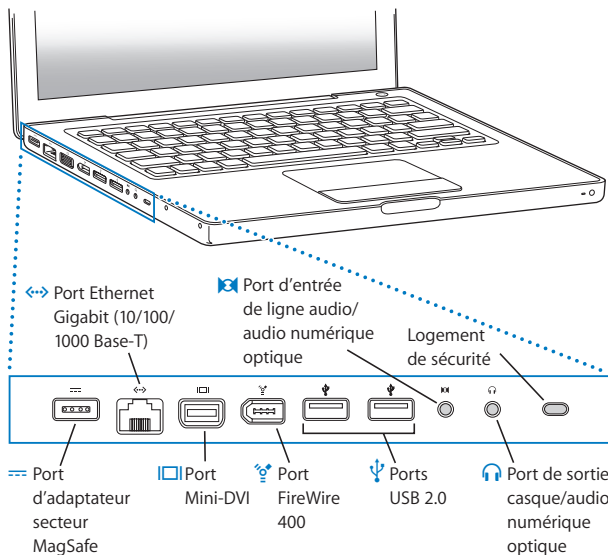 Port Ethernet
Gigabit (10/100/
1000 Base-T)
Port d'entrée
de ligne audio/
audio numérique
optique
Logement
de sécurité
Port
d'adaptateur
secteur
MagSafe
Port
Mini-DVI
Port
FireWire
400
Ports
USB 2.0
Port de sortie
casque/audio
numérique
optique